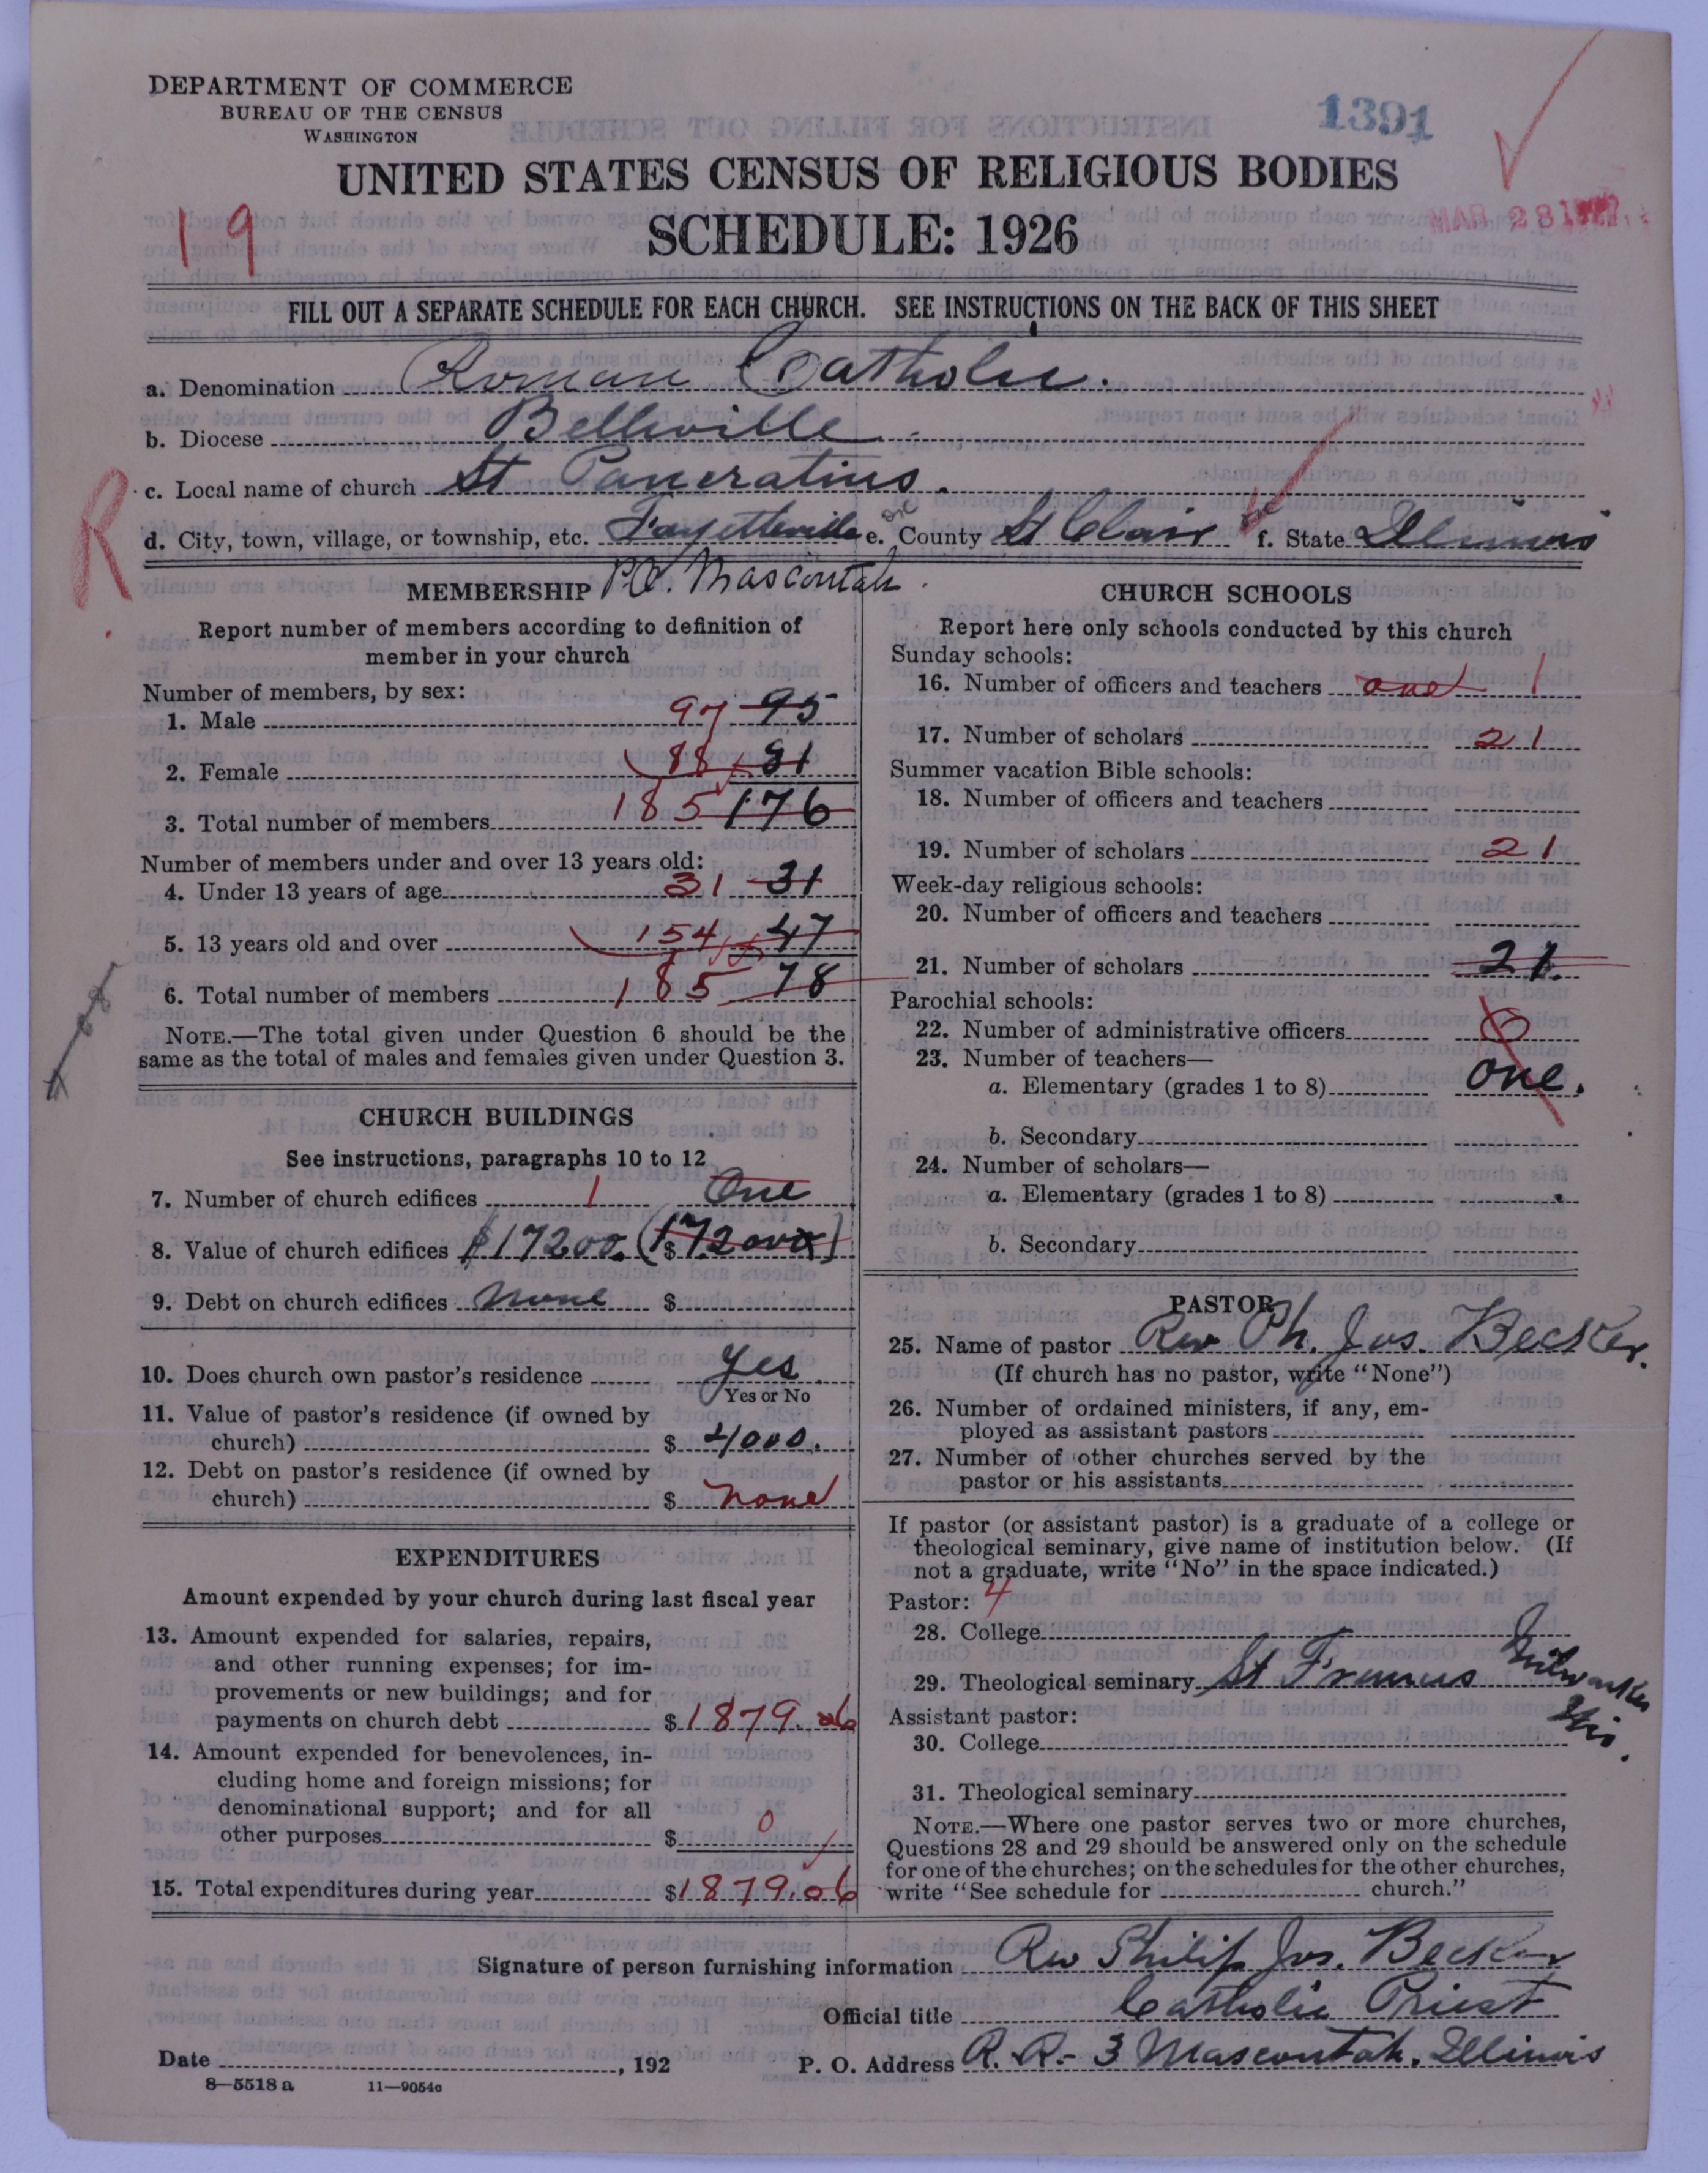 DEPARTMENT OF COMMERCE
BUREAU OF THE CENSUS
WASHINGTON
1391
UNITED STATES CENSUS OF RELIGIOUS BODIES
SCHEDULE: 1926
19
MAR 28
FILL OUT A SEPARATE SCHEDULE FOR EACH CHURCH. SEE INSTRUCTIONS ON THE BACK OF THIS SHEET
a. Denomination Roman Catholic.
b. Diocese Belleville
R
c. Local name of church St Pancratius.
d. City, town, village, or township, etc. Fayetteville e. County St Clair f. State Illinois
P.O. Mascoutah.
MEMBERSHIP
Report number of members according to definition of
member in your church
Number of members, by sex:
1. Male 97 95
2. Female 88 81
3. Total number of members 185 176
Number of members under and over 13 years old:
4. Under 13 years of age 31 31
5. 13 years old and over 154 47
6. Total number of members 185 78
NOTE.—The total given under Question 6 should be the
same as the total of males and females given under Question 3.
CHURCH BUILDINGS
See instructions, paragraphs 10 to 12
7. Number of church edifices 1 One
8. Value of church edifices $17200. ($
9. Debt on church edifices None $
10. Does church own pastor's residence Yes
Yes or No
11. Value of pastor's residence (if owned by
church) $ 4000.
12. Debt on pastor's residence (if owned by
church) $ none
EXPENDITURES
Amount expended by your church during last fiscal year
13. Amount expended for salaries, repairs,
and other running expenses; for im-
provements or new buildings; and for
payments on church debt $ 1879.06
14. Amount expended for benevolences, in-
cluding home and foreign missions; for
denominational support; and for all
other purposes $ 0
15. Total expenditures during year $1879.06
CHURCH SCHOOLS
Report here only schools conducted by this church
Sunday schools:
16. Number of officers and teachers one 1
17. Number of scholars 21
Summer vacation Bible schools:
18. Number of officers and teachers
19. Number of scholars 21
Week-day religious schools:
20. Number of officers and teachers
21. Number of scholars 21.
Parochial schools:
22. Number of administrative officers 0
23. Number of teachers—
a. Elementary (grades 1 to 8) One.
b. Secondary
24. Number of scholars—
a. Elementary (grades 1 to 8)
b. Secondary
PASTOR
25. Name of pastor Rev Ph. Jos. Becker.
(If church has no pastor, write "None")
26. Number of ordained ministers, if any, em-
ployed as assistant pastors
27. Number of other churches served by the
pastor or his assistants
If pastor (or assistant pastor) is a graduate of a college or
theological seminary, give name of institution below. (If
not a graduate, write "No" in the space indicated.)
Pastor: 4
28. College
29. Theological seminary St Francis Milwaukee
Wis.
Assistant pastor:
30. College
31. Theological seminary
NOTE.—Where one pastor serves two or more churches,
Questions 28 and 29 should be answered only on the schedule
for one of the churches; on the schedules for the other churches,
write "See schedule for church."
Signature of person furnishing information Rev Philip Jos. Becker
Official title Catholic Priest
Date , 192
P. O. Address R. R. 3 Mascoutah, Illinois
8—5518 a 11—9054a